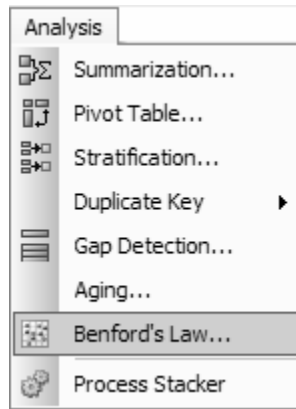 Analysis
Summarization...
Pivot Table...
Stratification...
Duplicate Key
Gap Detection...
Aging...
Benford's Law...
Process Stacker